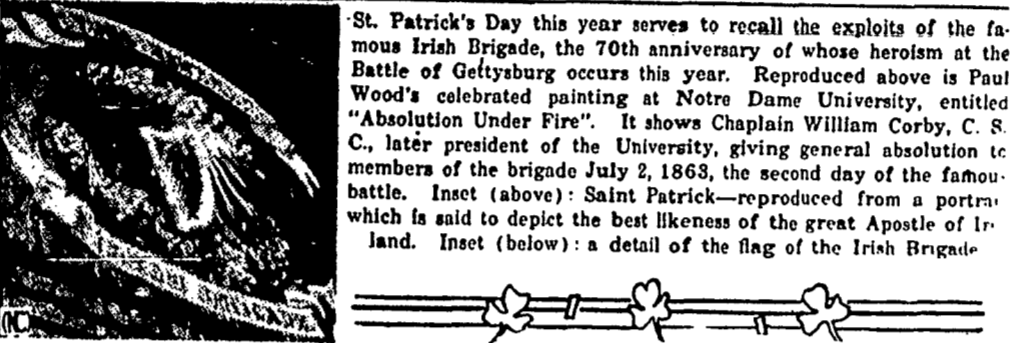 St. Patrick's Day this year serves to recall the exploits of the fa-
mous Irish Brigade, the 70th anniversary of whose heroism at the
Battle of Gettysburg occurs this year. Reproduced above is Paul
Wood's celebrated painting at Notre Dame University, entitled
"Absolution Under Fire". It shows Chaplain William Corby, C. S.
C., later president of the University, giving general absolution to
members of the brigade July 2, 1863, the second day of the famou-
battle. Inset (above): Saint Patrick—reproduced from a portra
which is said to depict the best likeness of the great Apostle of Ir-
land. Inset (below): a detail of the flag of the Irish Brigade
(NC)